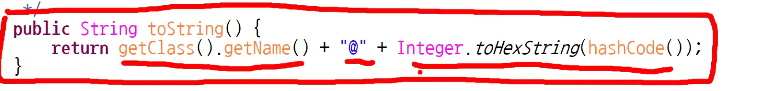 */
public String toString() {
return getClass().getName() + "@" + Integer.toHexString(hashCode());
}